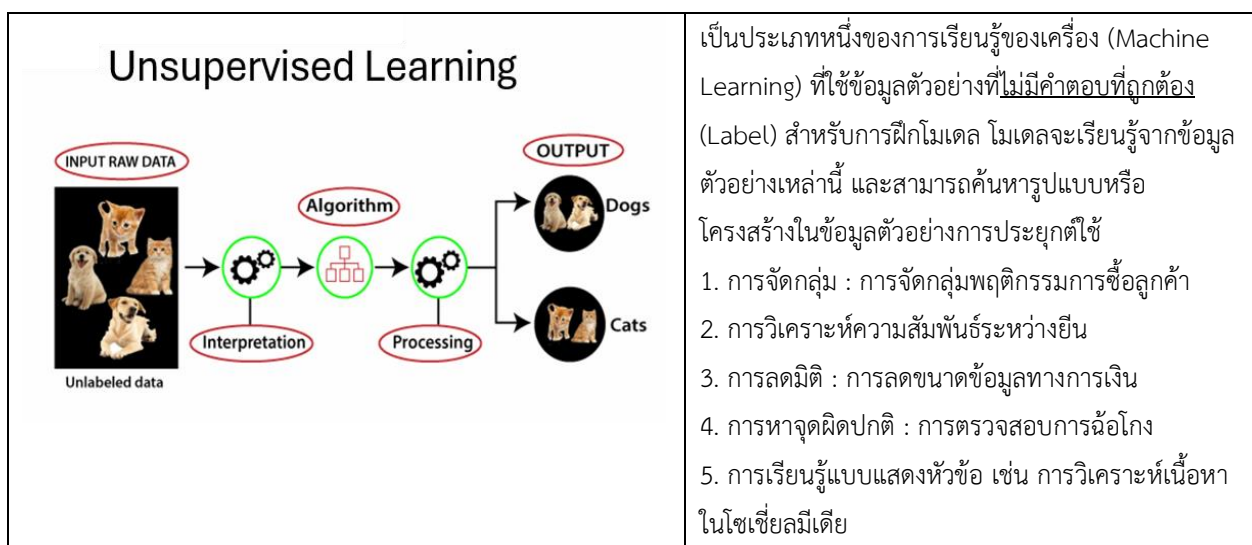 Unsupervised Learning
INPUT RAW DATA
Unlabeled data
Interpretation
Algorithm
Processing
OUTPUT
Dogs
Cats
เป็นประเภทหนึ่งของการเรียนรู้ของเครื่อง (Machine
Learning) ที่ใช้ข้อมูลตัวอย่างที่ไม่มีคำตอบที่ถูกต้อง
(Label) สำหรับการฝึกโมเดล โมเดลจะเรียนรู้จากข้อมูล
ตัวอย่างเหล่านี้ และสามารถค้นหารูปแบบหรือ
โครงสร้างในข้อมูลตัวอย่างการประยุกต์ใช้
1. การจัดกลุ่ม : การจัดกลุ่มพฤติกรรมการซื้อลูกค้า
2. การวิเคราะห์ความสัมพันธ์ระหว่างยีน
3. การลดมิติ : การลดขนาดข้อมูลทางการเงิน
4. การหาจุดผิดปกติ : การตรวจสอบการฉ้อโกง
5. การเรียนรู้แบบแสดงหัวข้อ เช่น การวิเคราะห์เนื้อหา
ในโซเชี่ยลมีเดีย